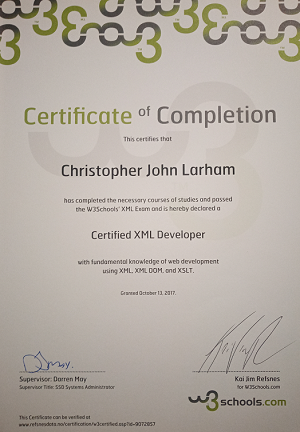 Certificate of Completion
This certifies that
Christopher John Larham
has completed the necessary courses of studies and passed
the W3Schools' XML Exam and is hereby declared a
Certified XML Developer
with fundamental knowledge of web development
using XML, XML DOM, and XSLT.
Granted October 13, 2017.
Supervisor: Darren May
Supervisor Title: SSD Systems Administrator
Kai Jim Refsnes
for W3Schools.com
w3schools.com
This Certificate can be verified at
www.refsnesdata.no/certification/w3certified.asp?id=9072857